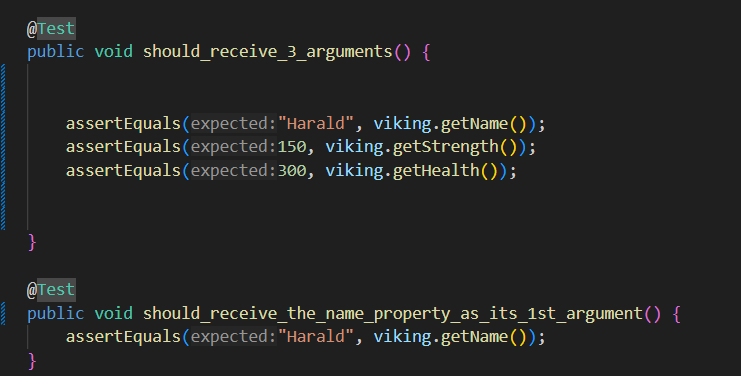 @Test
public void should_receive_3_arguments() {
assertEquals(expected:"Harald", viking.getName());
assertEquals(expected:150, viking.getStrength());
assertEquals(expected:300, viking.getHealth());
}
@Test
public void should_receive_the_name_property_as_its_1st_argument() {
assertEquals(expected:"Harald", viking.getName());
}